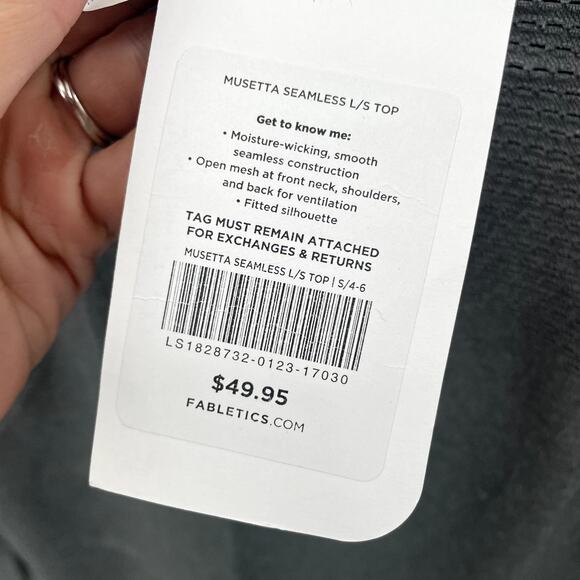 MUSETTA SEAMLESS L/S TOP
Get to know me:
• Moisture-wicking, smooth
seamless construction
• Open mesh at front neck, shoulders,
and back for ventilation
• Fitted silhouette
TAG MUST REMAIN ATTACHED
FOR EXCHANGES & RETURNS
MUSETTA SEAMLESS L/S TOP | S/4-6
LS1828732-0123-17030
$49.95
FABLETICS.COM